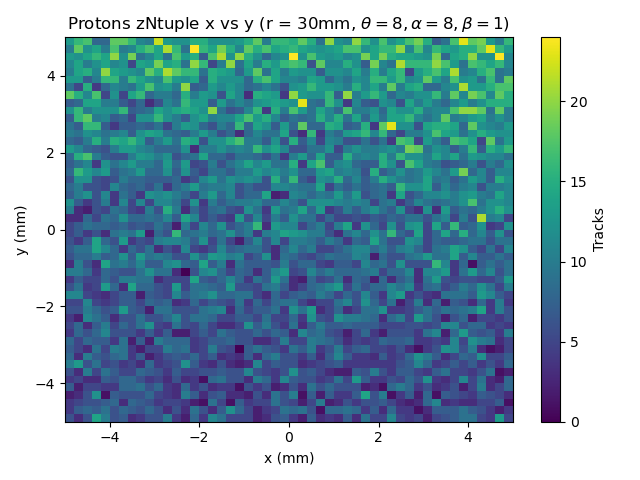 Protons zNtuple x vs y (r = 30mm, θ = 8, α = 8, β = 1)
4
2
0
−2
−4
y (mm)
−4 −2 0 2 4
x (mm)
20
15
10
5
0
Tracks